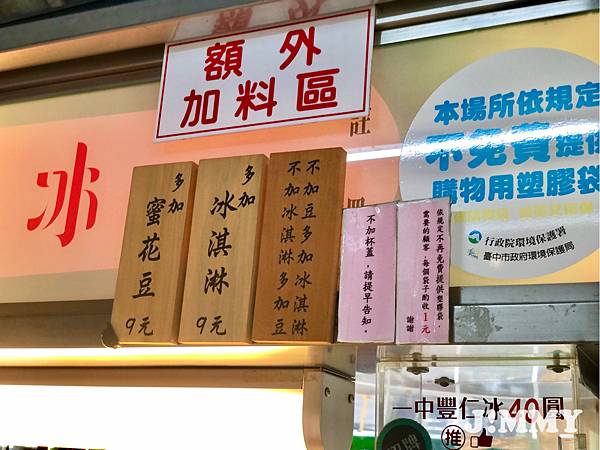 額外
加料區
冰
多加
蜜花豆
9元
多加
冰淇淋
9元
不加豆多加冰淇淋
不加冰淇淋多加豆
不加杯蓋，請提早告知。
依規定不再免費提供塑膠袋，
需要的顧客，每個袋子酌收1元
謝謝
本場所依規定
不免費提供
購物用塑膠袋
行政院環境保護署
臺中市政府環境保護局
一中豐仁冰40圓
推
招牌
JIMMY